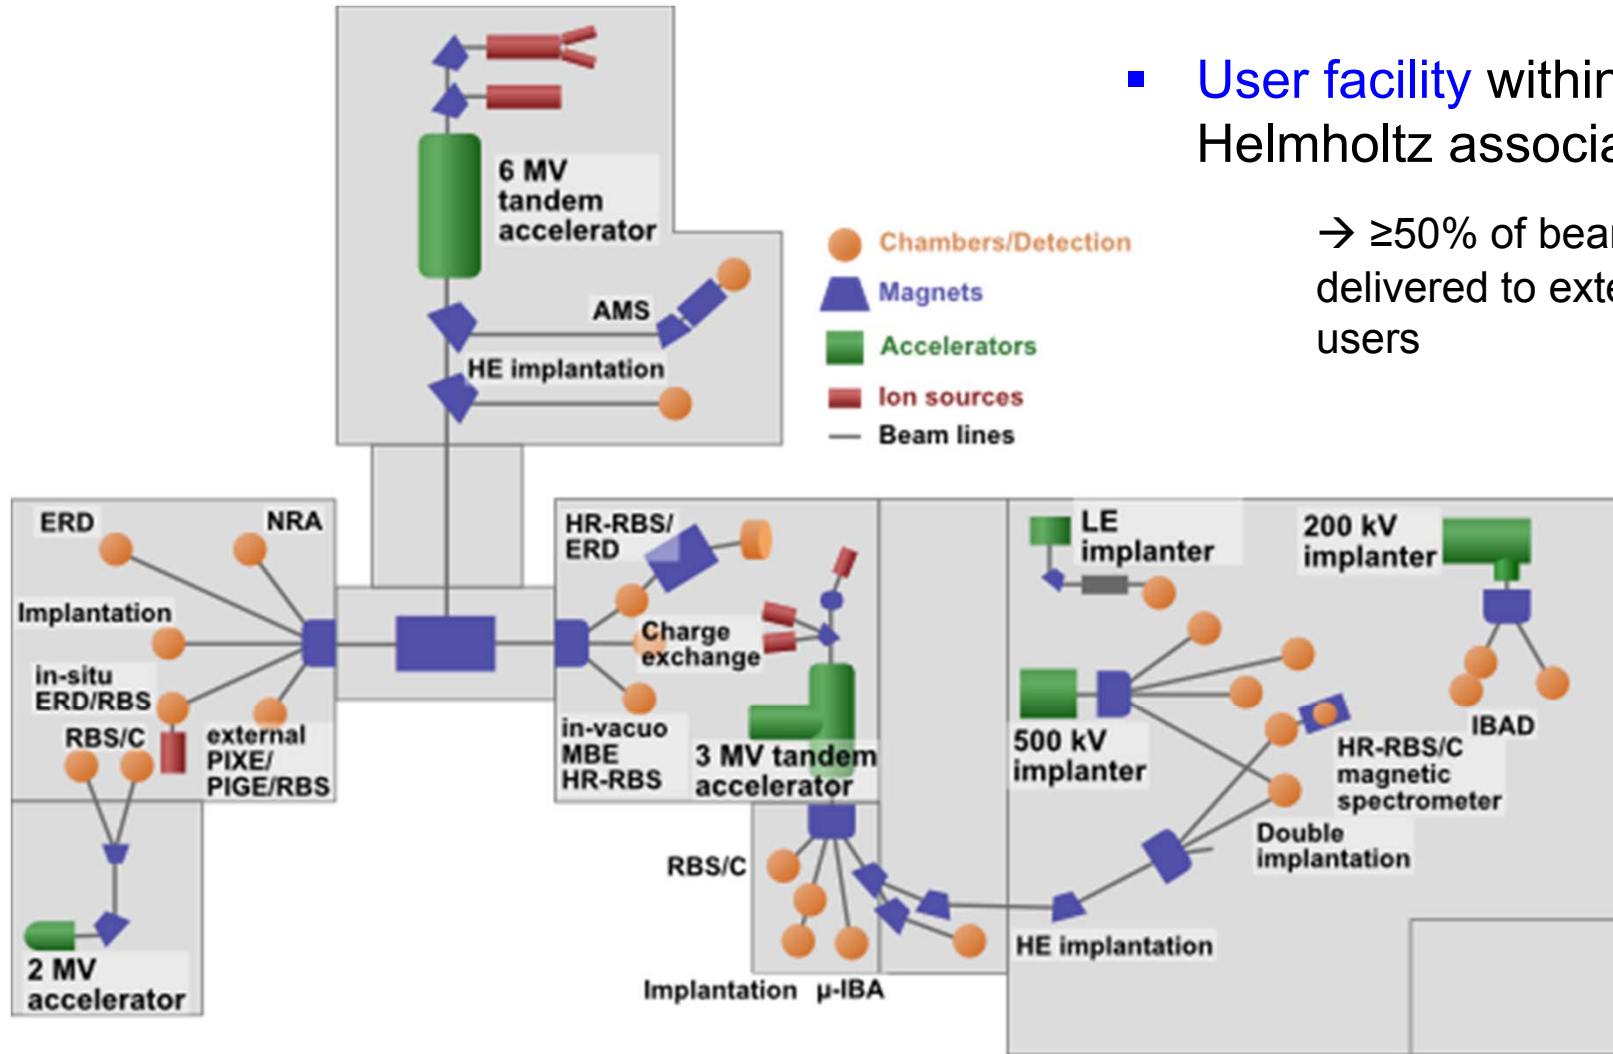 User facility within
Helmholtz
→ ≥50% of
delivered to
users
6 MV
tandem
accelerator
AMS
HE implantation
Chambers/Detection
Magnets
Accelerators
Ion sources
Beam lines
ERD
NRA
Implantation
in-situ
ERD/RBS
RBS/C
external
PIXE/
PIGE/RBS
2 MV
accelerator
HR-RBS/
ERD
Charge
exchange
in-vacuo
MBE
HR-RBS
3 MV tandem
accelerator
RBS/C
Implantation
μ-IBA
LE
implanter
200 kV
implanter
500 kV
implanter
IBAD
HR-RBS/C
magnetic
spectrometer
Double
implantation
HE implantation